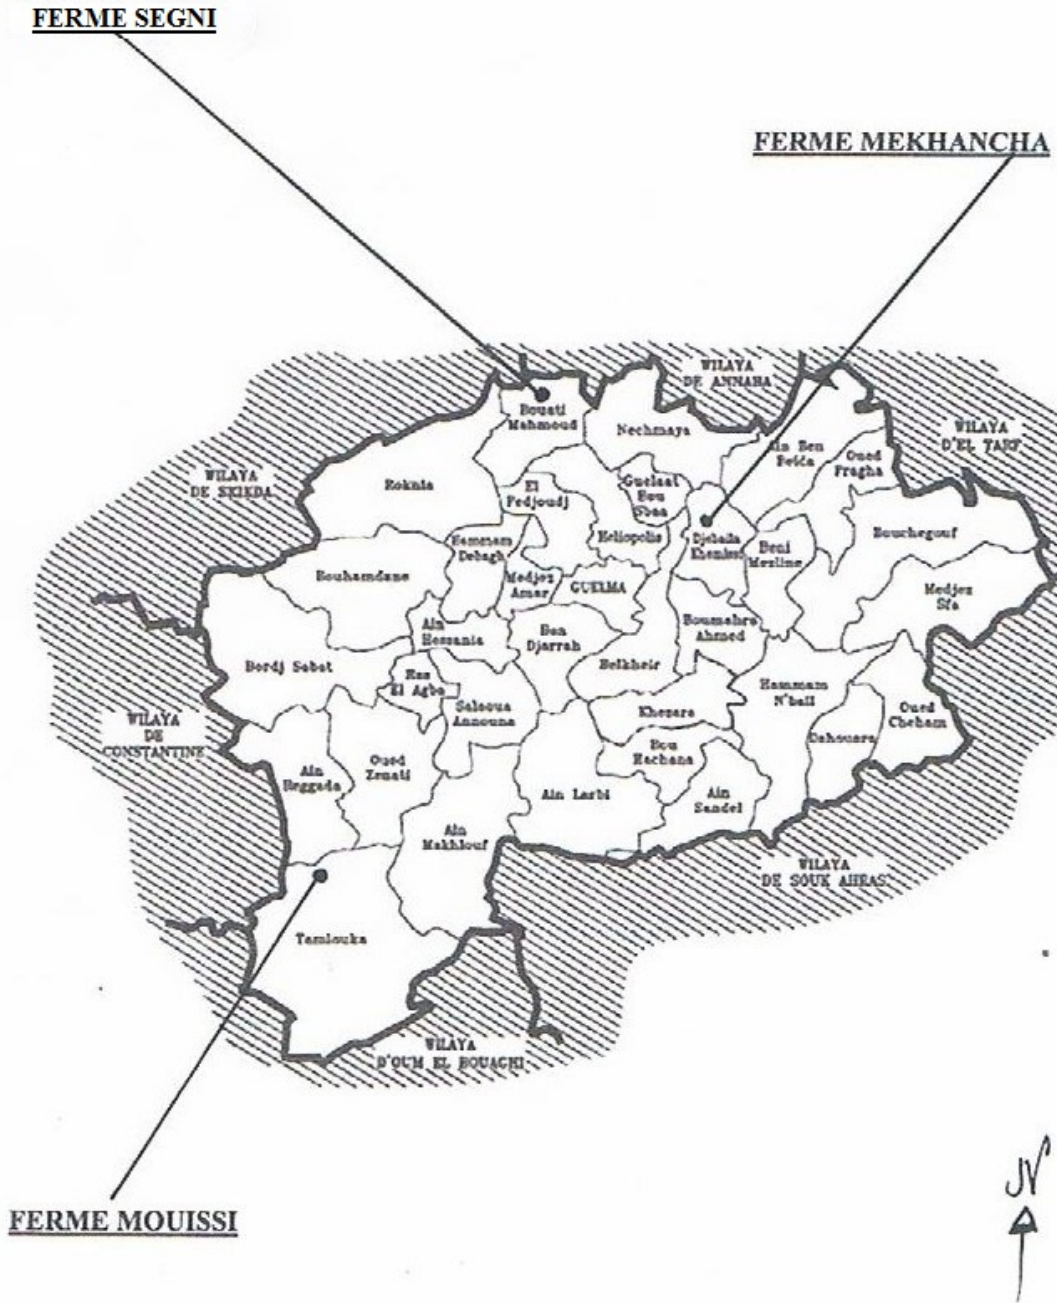 FERME SEGNI
FERME MEKHANCHA
WILAYA
DE ANNABA
WILAYA
D'EL TARF
WILAYA
DE SKIKDA
Bouati
Mahmoud
Nechmaya
Ain Ben
Beida
Oued
Fragha
Roknia
El
Fedjoudj
Guelaat
Bou
Sbaa
Heliopolis
Djeballa
Khemissi
Beni
Mezline
Bouchegouf
Hammam
Debagh
Bouhamdane
Medjez
Amar
GUELMA
Medjez
Sfa
Ain
Hessania
Ben
Djarrah
Boumahra
Ahmed
Bordj Sabat
Ras
El Agba
Belkheir
Hammam
N'bail
Salaoua
Announa
Khezara
Oued
Cheham
WILAYA
DE
CONSTANTINE
Dahouara
Bou
Hachana
Oued
Zenati
Ain
Reggada
Ain Larbi
Ain
Sandel
Ain
Makhlouf
WILAYA
DE SOUK AHRAS
Tamlouka
WILAYA
D'OUM EL BOUAGHI
N
FERME MOUISSI